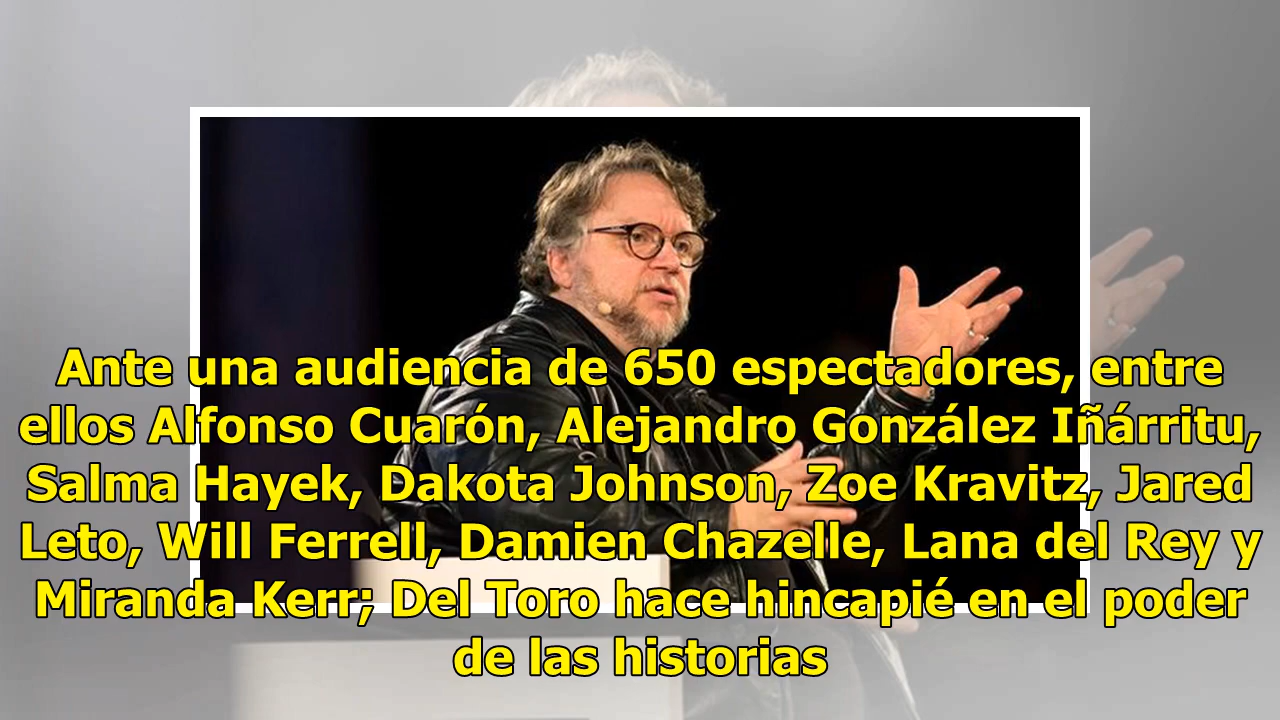 Ante una audiencia de 650 espectadores, entre
ellos Alfonso Cuarón, Alejandro González Iñárritu,
Salma Hayek, Dakota Johnson, Zoe Kravitz, Jared
Leto, Will Ferrell, Damien Chazelle, Lana del Rey y
Miranda Kerr; Del Toro hace hincapié en el poder
de las historias